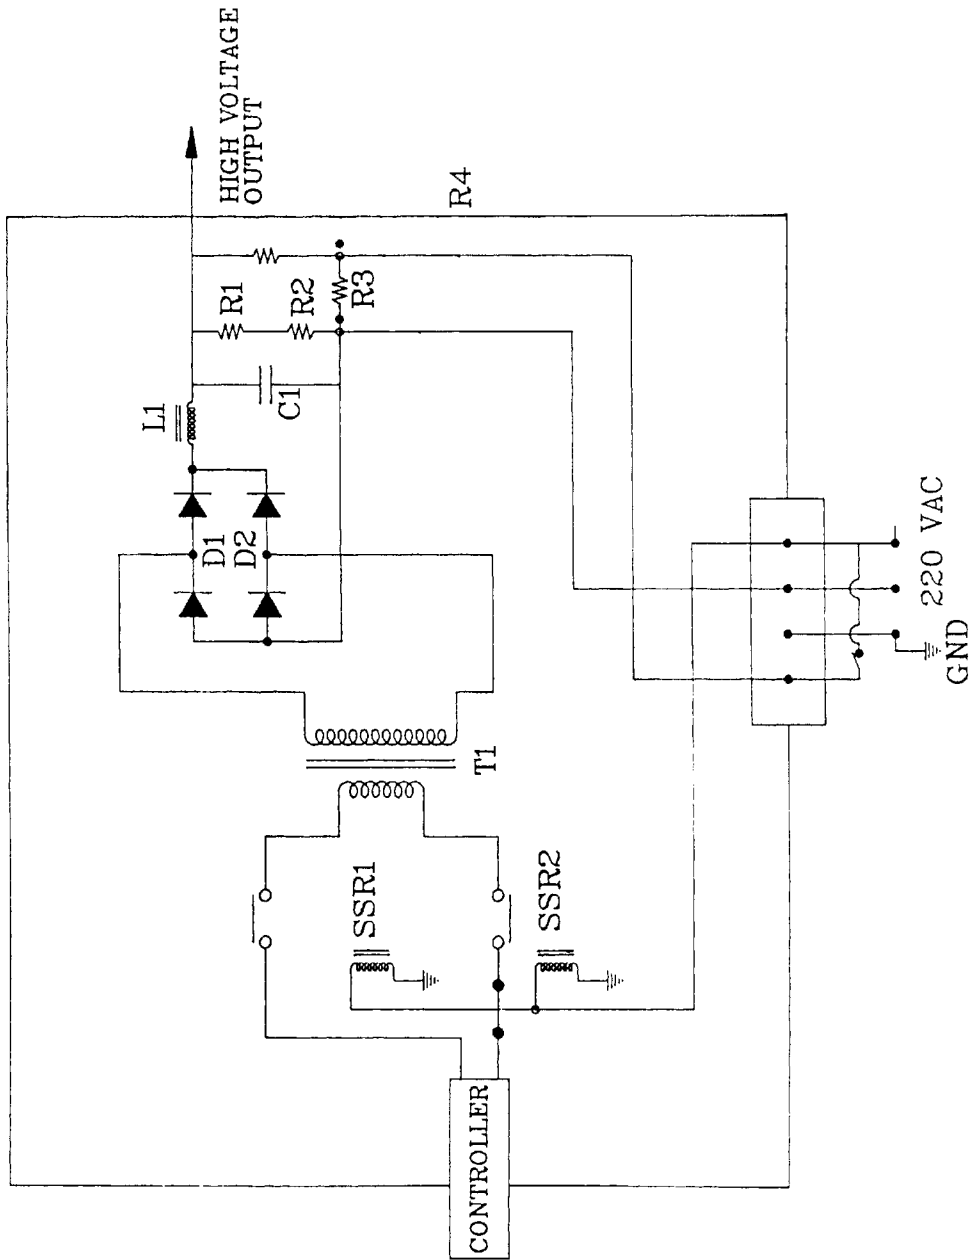 HIGH VOLTAGE
OUTPUT
R4
R1
R2
R3
L1
C1
D1
D2
T1
SSR1
SSR2
CONTROLLER
220 VAC
GND